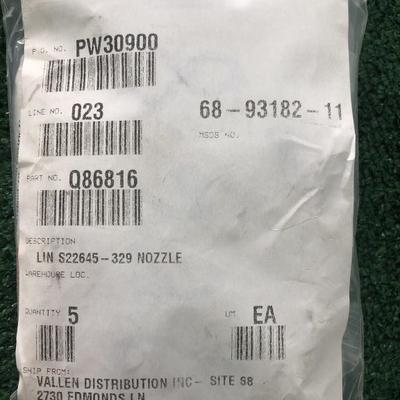 P.O. NO. PW30900
LINE NO. 023
68-93182-11
MSDS NO.
PART NO. Q86816
DESCRIPTION
LIN S22645-329 NOZZLE
WAREHOUSE LOC.
QUANTITY 5 UM EA
SHIP FROM:
VALLEN DISTRIBUTION INC- SITE 68
2730 EDMONDS LN